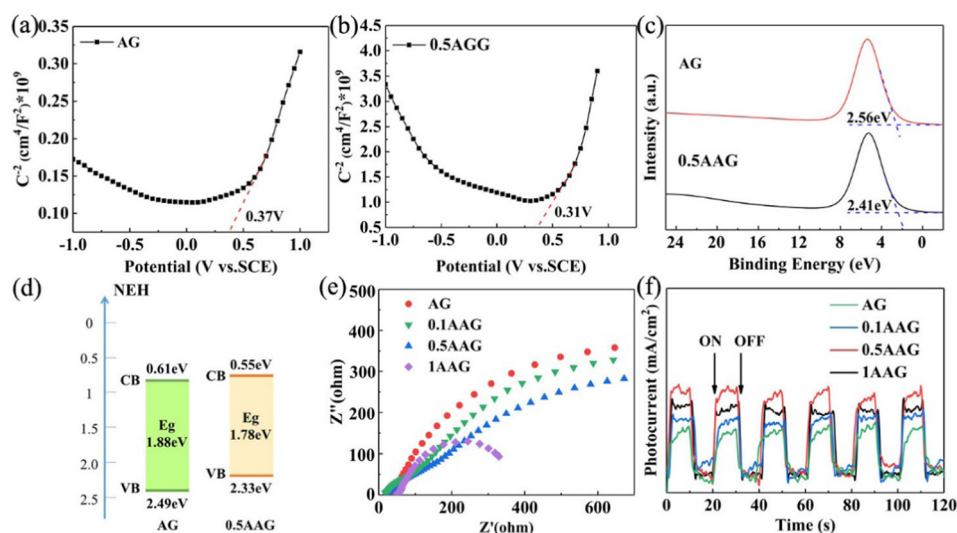 (a)
AG
C⁻² (cm⁴/F²)*10⁹
0.35
0.30
0.25
0.20
0.15
0.10
0.37V
-1.0
-0.5
0.0
0.5
1.0
Potential (V vs.SCE)
(b)
0.5AGG
C⁻² (cm⁴/F²)*10⁹
4.5
4.0
3.5
3.0
2.5
2.0
1.5
1.0
0.5
0.31V
-1.0
-0.5
0.0
0.5
1.0
Potential (V vs.SCE)
(c)
AG
2.56eV
0.5AAG
2.41eV
Intensity (a.u.)
24
20
16
12
8
4
0
Binding Energy (eV)
(d)
NEH
0
0.5
1
1.5
2.0
2.5
CB
0.61eV
Eg
1.88eV
VB
2.49eV
AG
CB
0.55eV
Eg
1.78eV
VB
2.33eV
0.5AAG
(e)
AG
0.1AAG
0.5AAG
1AAG
Z''(ohm)
500
400
300
200
100
0
0
200
400
600
Z'(ohm)
(f)
AG
0.1AAG
0.5AAG
1AAG
ON
OFF
Photocurrent (mA/cm²)
0
20
40
60
80
100
120
Time (s)